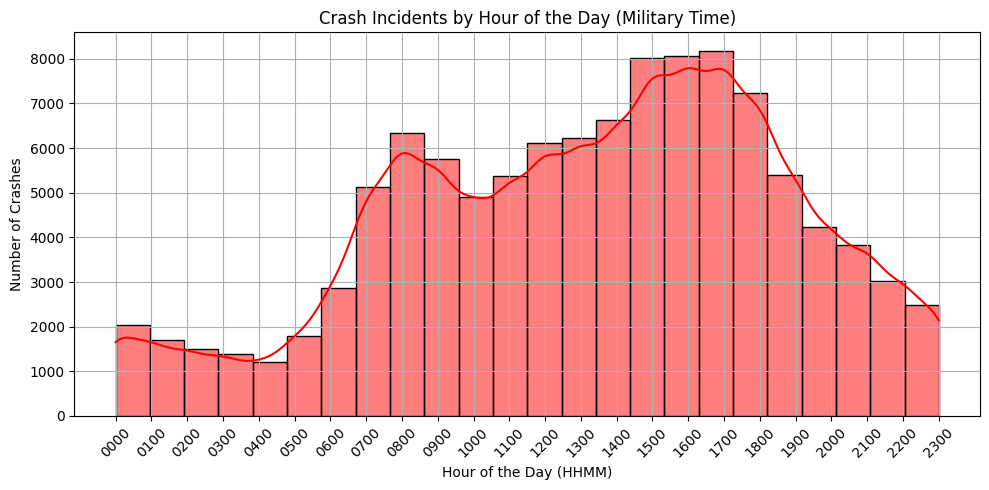 Crash Incidents by Hour of the Day (Military Time)
Number of Crashes
8000
7000
6000
5000
4000
3000
2000
1000
0
0000 0100 0200 0300 0400 0500 0600 0700 0800 0900 1000 1100 1200 1300 1400 1500 1600 1700 1800 1900 2000 2100 2200 2300
Hour of the Day (HHMM)